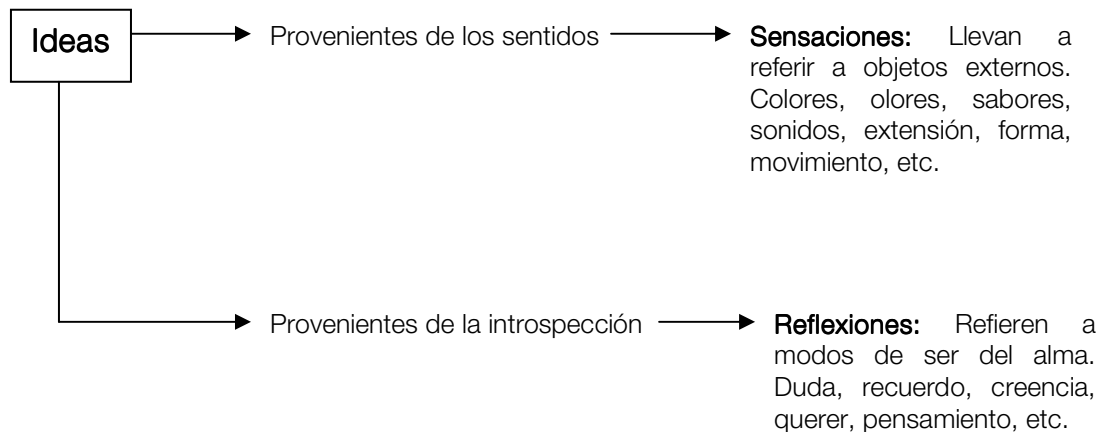 Ideas
Provenientes de los sentidos
Sensaciones: Llevan a
referir a objetos externos.
Colores, olores, sabores,
sonidos, extensión, forma,
movimiento, etc.
Provenientes de la introspección
Reflexiones: Refieren a
modos de ser del alma.
Duda, recuerdo, creencia,
querer, pensamiento, etc.